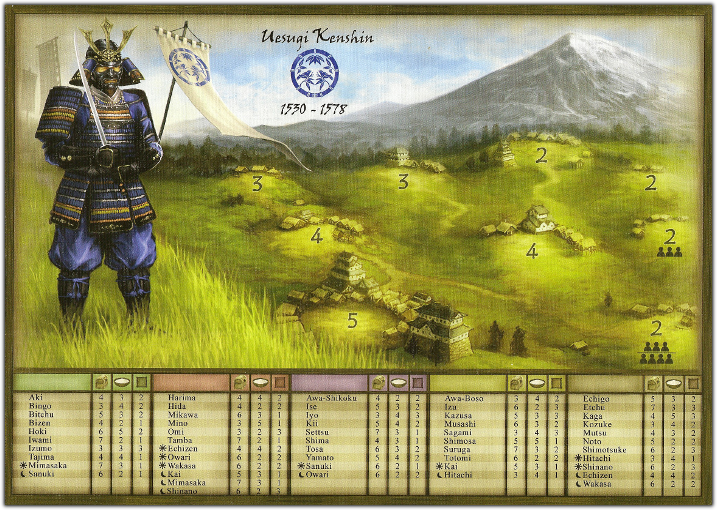 Uesugi Kenshin
1530 - 1578
2
3
3
2
4
4
2
5
2
Aki 4 3 2
Bingo 3 4 2
Bitchu 5 5 2
Bizen 4 2
Hoki 6 5 2
Iwami 7 2 1
Izumo 3 3 3
Tajima 4 4 1
Mimasaka 7 3 1
Sanuki 6 2 1
Harima 4 4 2
Hida 4 2 2
Mikawa 6 3 1
Mino 3 5 1
Omi 3 2 3
Tamba 7 2 1
Echizen 4 4 2
Owari 6 2 2
Wakasa 6 2 2
Kai 5 3 1
Mimasaka 7 3 1
Shinano 6 2 3
Awa-Shikoku 4 2 2
Ise 5 3 2
Iyo 3 4 2
Kii 5 4 2
Settsu 7 3 1
Shima 4 3 1
Tosa 6 3 2
Yamato 5 4 2
Sanuki 6 2 1
Owari 6 2 2
Awa-Boso 3 4 2
Izu 6 2 3
Kazusa 5 3 3
Musashi 6 3 2
Sagami 3 4 3
Shimosa 5 5 1
Suruga 7 3 2
Totomi 6 2 2
Kai 5 3 1
Hitachi 3 4 1
Echigo 5 3 2
Etchu 7 3 3
Kaga 4 5 3
Kozuke 3 4 2
Mutsu 4 3 2
Noto 5 2 2
Shimotsuke 6 2 3
Hitachi 3 4 1
Shinano 6 2 3
Echizen 4 4 2
Wakasa 6 2 2